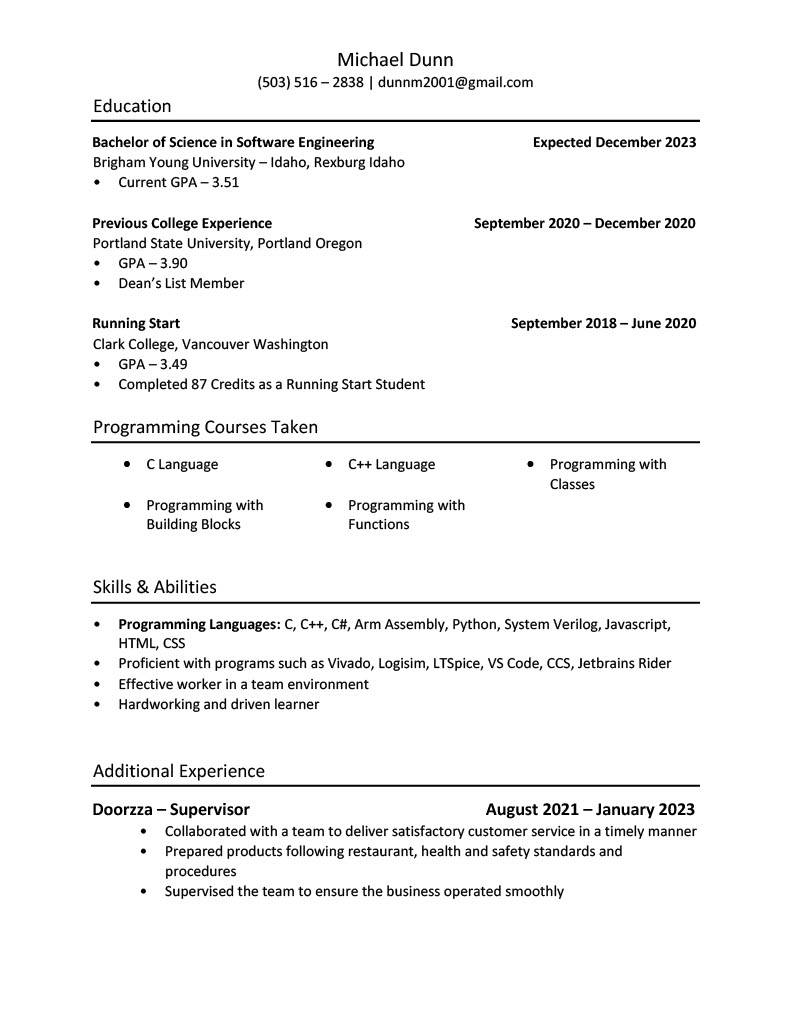 Michael Dunn
(503) 516 – 2838 | dunnm2001@gmail.com
Education
Bachelor of Science in Software Engineering Expected December 2023
Brigham Young University – Idaho, Rexburg Idaho
• Current GPA – 3.51
Previous College Experience September 2020 – December 2020
Portland State University, Portland Oregon
• GPA – 3.90
• Dean’s List Member
Running Start September 2018 – June 2020
Clark College, Vancouver Washington
• GPA – 3.49
• Completed 87 Credits as a Running Start Student
Programming Courses Taken
• C Language • C++ Language • Programming with
Classes
• Programming with • Programming with
Building Blocks Functions
Skills & Abilities
• Programming Languages: C, C++, C#, Arm Assembly, Python, System Verilog, Javascript,
HTML, CSS
• Proficient with programs such as Vivado, Logisim, LTSpice, VS Code, CCS, Jetbrains Rider
• Effective worker in a team environment
• Hardworking and driven learner
Additional Experience
Doorzza – Supervisor August 2021 – January 2023
• Collaborated with a team to deliver satisfactory customer service in a timely manner
• Prepared products following restaurant, health and safety standards and
procedures
• Supervised the team to ensure the business operated smoothly